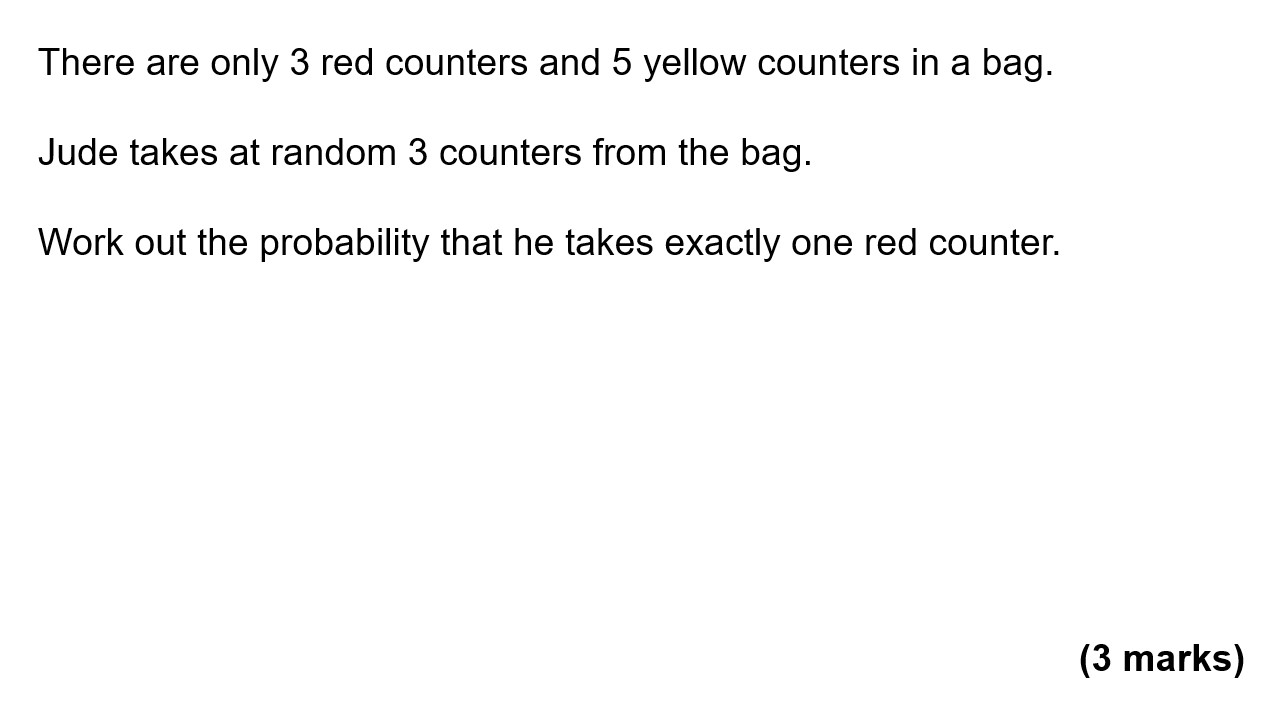 There are only 3 red counters and 5 yellow counters in a bag.
Jude takes at random 3 counters from the bag.
Work out the probability that he takes exactly one red counter.
(3 marks)